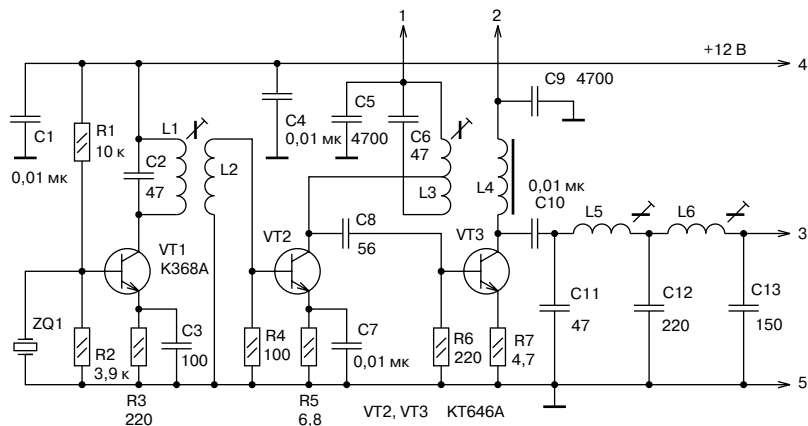 1
2
+12 В
4
C1
0,01 мк
R1
10 к
C2
47
L1
L2
C4
0,01 мк
C5
4700
C6
47
L3
L4
C9 4700
0,01 мк
C10
L5
L6
3
VT1
К368А
VT2
C8
56
VT3
ZQ1
R2
3,9 к
R3
220
C3
100
R4
100
R5
6,8
C7
0,01 мк
R6
220
R7
4,7
C11
47
C12
220
C13
150
5
VT2, VT3 КТ646А